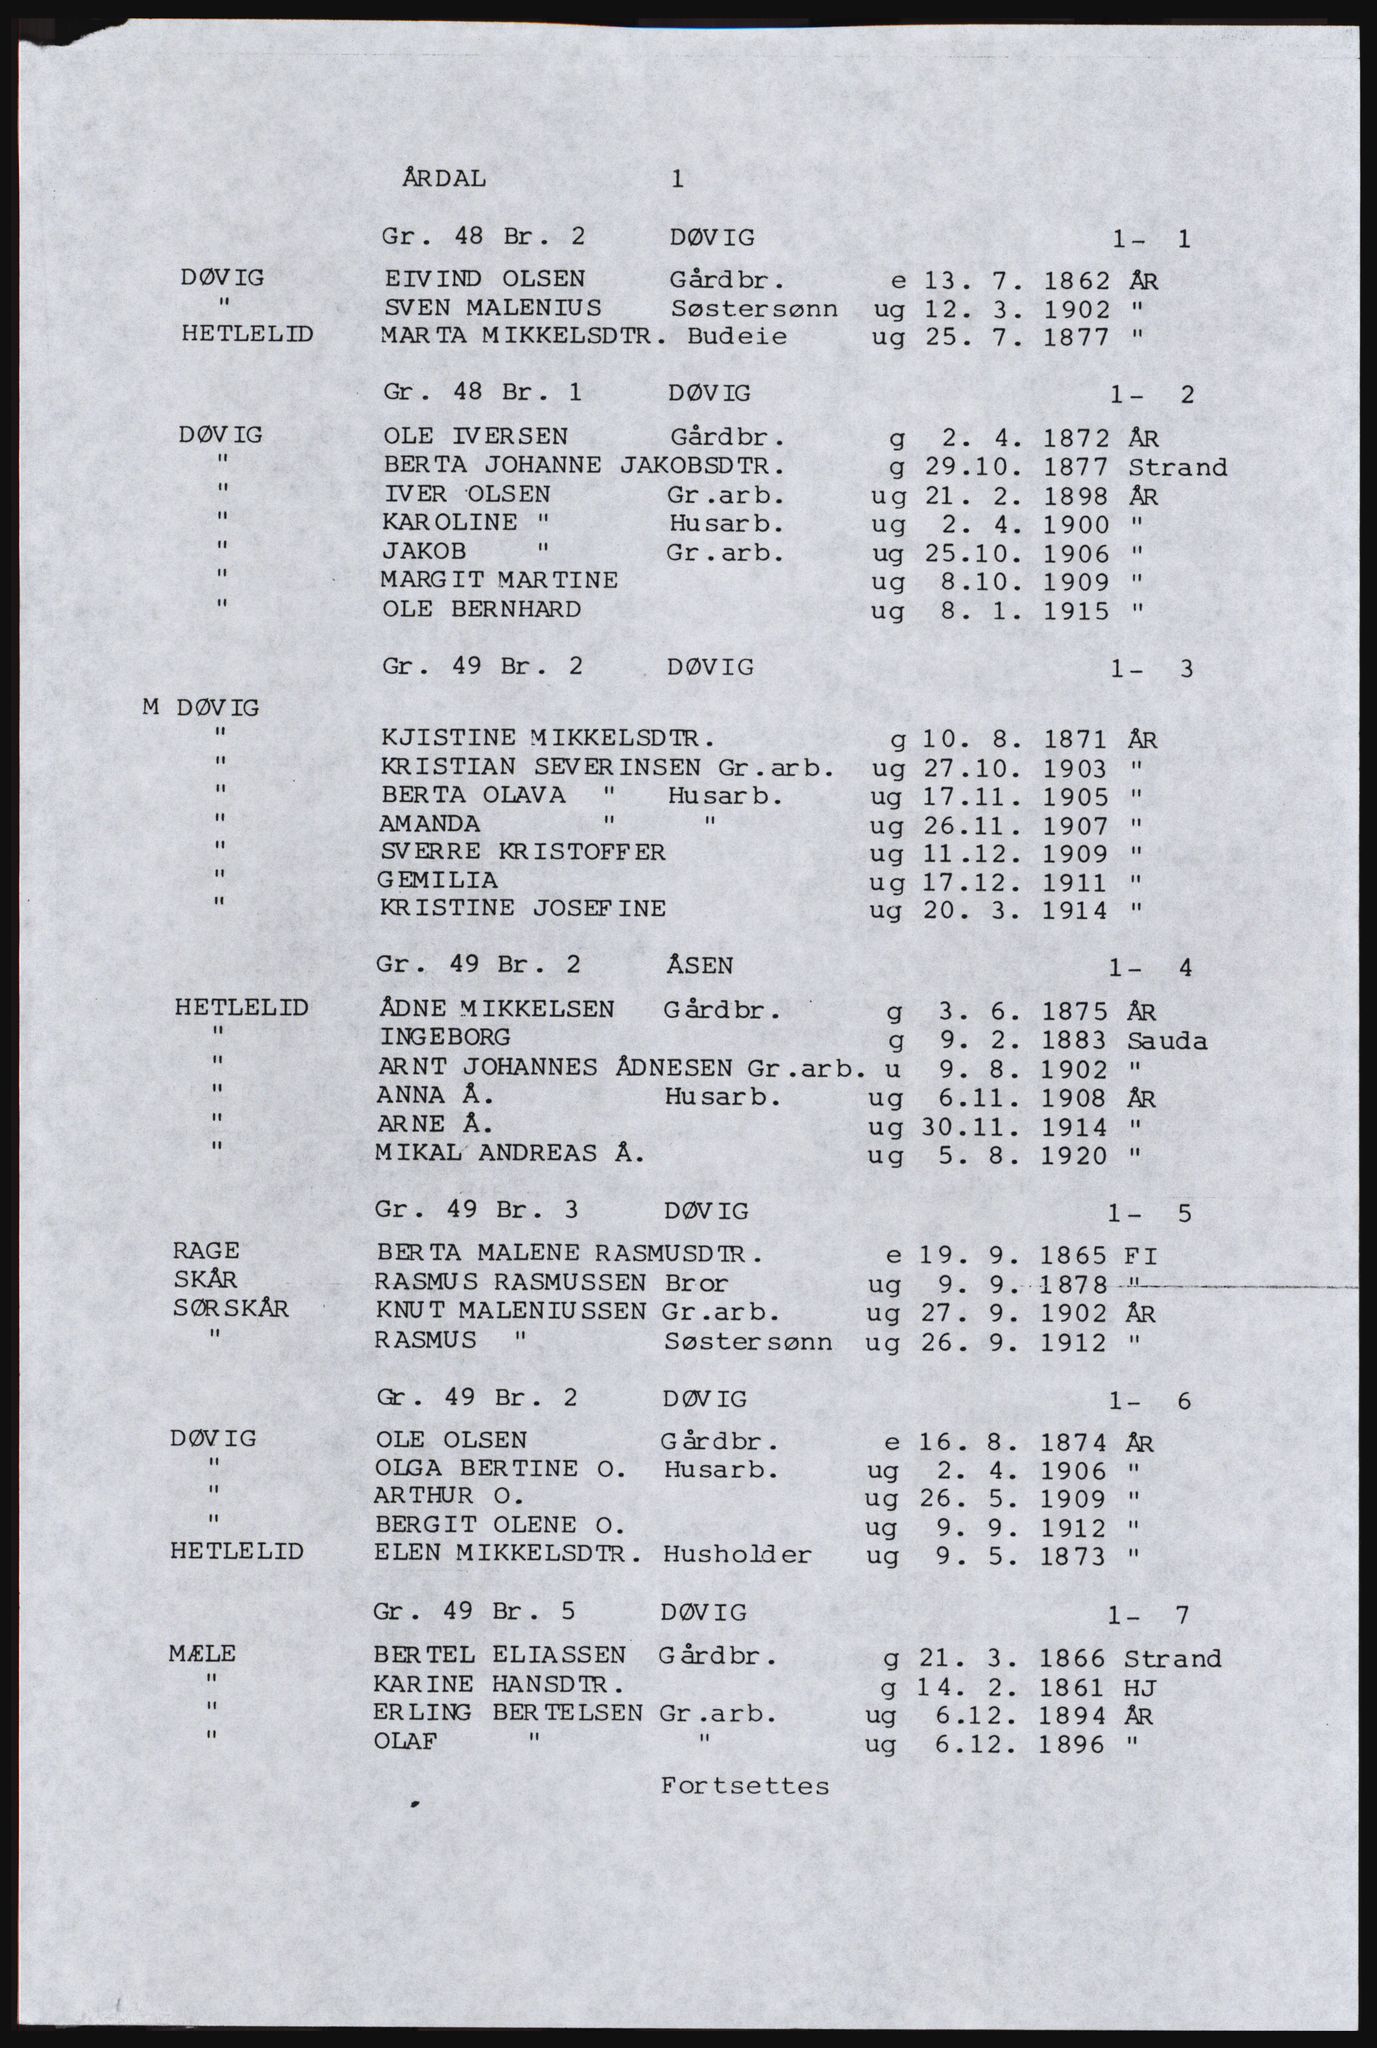 ÅRDAL 1
Gr. 48 Br. 2 DØVIG 1- 1
DØVIG EIVIND OLSEN Gårdbr. e 13. 7. 1862 ÅR
" SVEN MALENIUS Søstersønn ug 12. 3. 1902 "
HETLELID MARTA MIKKELSDTR. Budeie ug 25. 7. 1877 "
Gr. 48 Br. 1 DØVIG 1- 2
DØVIG OLE IVERSEN Gårdbr. g 2. 4. 1872 ÅR
" BERTA JOHANNE JAKOBSDTR. g 29.10. 1877 Strand
" IVER OLSEN Gr.arb. ug 21. 2. 1898 ÅR
" KAROLINE " Husarb. ug 2. 4. 1900 "
" JAKOB " Gr.arb. ug 25.10. 1906 "
" MARGIT MARTINE ug 8.10. 1909 "
" OLE BERNHARD ug 8. 1. 1915 "
Gr. 49 Br. 2 DØVIG 1- 3
M DØVIG
" KJISTINE MIKKELSDTR. g 10. 8. 1871 ÅR
" KRISTIAN SEVERINSEN Gr.arb. ug 27.10. 1903 "
" BERTA OLAVA " Husarb. ug 17.11. 1905 "
" AMANDA " " ug 26.11. 1907 "
" SVERRE KRISTOFFER ug 11.12. 1909 "
" GEMILIA ug 17.12. 1911 "
" KRISTINE JOSEFINE ug 20. 3. 1914 "
Gr. 49 Br. 2 ÅSEN 1- 4
HETLELID ÅDNE MIKKELSEN Gårdbr. g 3. 6. 1875 ÅR
" INGEBORG g 9. 2. 1883 Sauda
" ARNT JOHANNES ÅDNESEN Gr.arb. u 9. 8. 1902 "
" ANNA Å. Husarb. ug 6.11. 1908 ÅR
" ARNE Å. ug 30.11. 1914 "
" MIKAL ANDREAS Å. ug 5. 8. 1920 "
Gr. 49 Br. 3 DØVIG 1- 5
RAGE BERTA MALENE RASMUSDTR. e 19. 9. 1865 FI
SKÅR RASMUS RASMUSSEN Bror ug 9. 9. 1878 "
SØRSKÅR KNUT MALENIUSSEN Gr.arb. ug 27. 9. 1902 ÅR
" RASMUS " Søstersønn ug 26. 9. 1912 "
Gr. 49 Br. 2 DØVIG 1- 6
DØVIG OLE OLSEN Gårdbr. e 16. 8. 1874 ÅR
" OLGA BERTINE O. Husarb. ug 2. 4. 1906 "
" ARTHUR O. ug 26. 5. 1909 "
" BERGIT OLENE O. ug 9. 9. 1912 "
HETLELID ELEN MIKKELSDTR. Husholder ug 9. 5. 1873 "
Gr. 49 Br. 5 DØVIG 1- 7
MÆLE BERTEL ELIASSEN Gårdbr. g 21. 3. 1866 Strand
" KARINE HANSDTR. g 14. 2. 1861 HJ
" ERLING BERTELSEN Gr.arb. ug 6.12. 1894 ÅR
" OLAF " " ug 6.12. 1896 "
Fortsettes